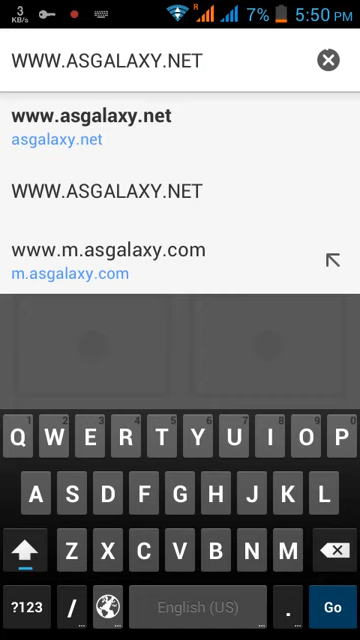 3 KB/s R 7% 5:50 PM
WWW.ASGALAXY.NET
www.asgalaxy.net
asgalaxy.net
WWW.ASGALAXY.NET
www.m.asgalaxy.com
m.asgalaxy.com
1 2 3 4 5 6 7 8 9 0
Q W E R T Y U I O P
A S D F G H J K L
Z X C V B N M
?123 / ... ... English (US) . ... Go